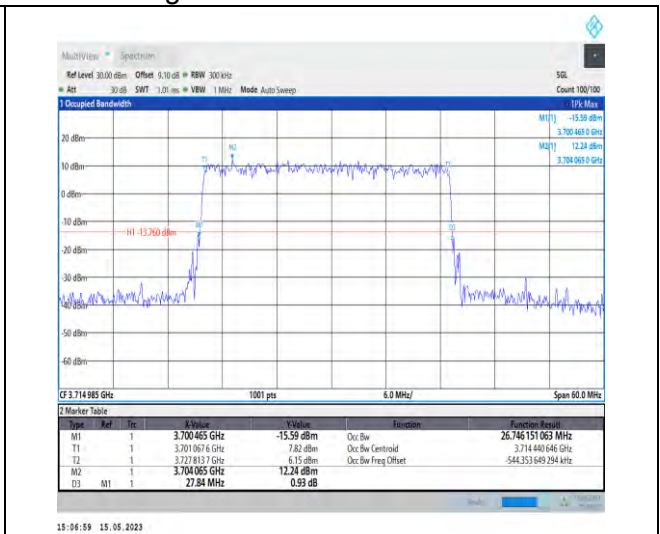 MultiView Spectrum
Ref Level 30.00 dBm Offset 9.10 dB RBW 300 kHz SGL
Att 30 dB SWT 1.01 ms VBW 1 MHz Mode Auto Sweep Count 100/100
1 Occupied Bandwidth 1Pk Max
M1[1] -15.59 dBm
3.700 465 0 GHz
M2[1] 12.24 dBm
3.704 065 0 GHz
20 dBm
M2
T1
10 dBm
0 dBm
-10 dBm
H1 -13.760 dBm
-20 dBm
-30 dBm
-40 dBm
-50 dBm
-60 dBm
CF 3.714 985 GHz 1001 pts 6.0 MHz/ Span 60.0 MHz
2 Marker Table
Type Ref Trc X-Value Y-Value Function Function Result
M1 1 3.700 465 GHz -15.59 dBm Occ Bw 26.746 151 063 MHz
T1 1 3.701 067 6 GHz 7.82 dBm Occ Bw Centroid 3.714 440 646 GHz
T2 1 3.727 813 7 GHz 6.15 dBm Occ Bw Freq Offset -544.353 649 294 kHz
M2 1 3.704 065 GHz 12.24 dBm
D3 M1 1 27.84 MHz 0.93 dB
15:06:59 15.05.2023